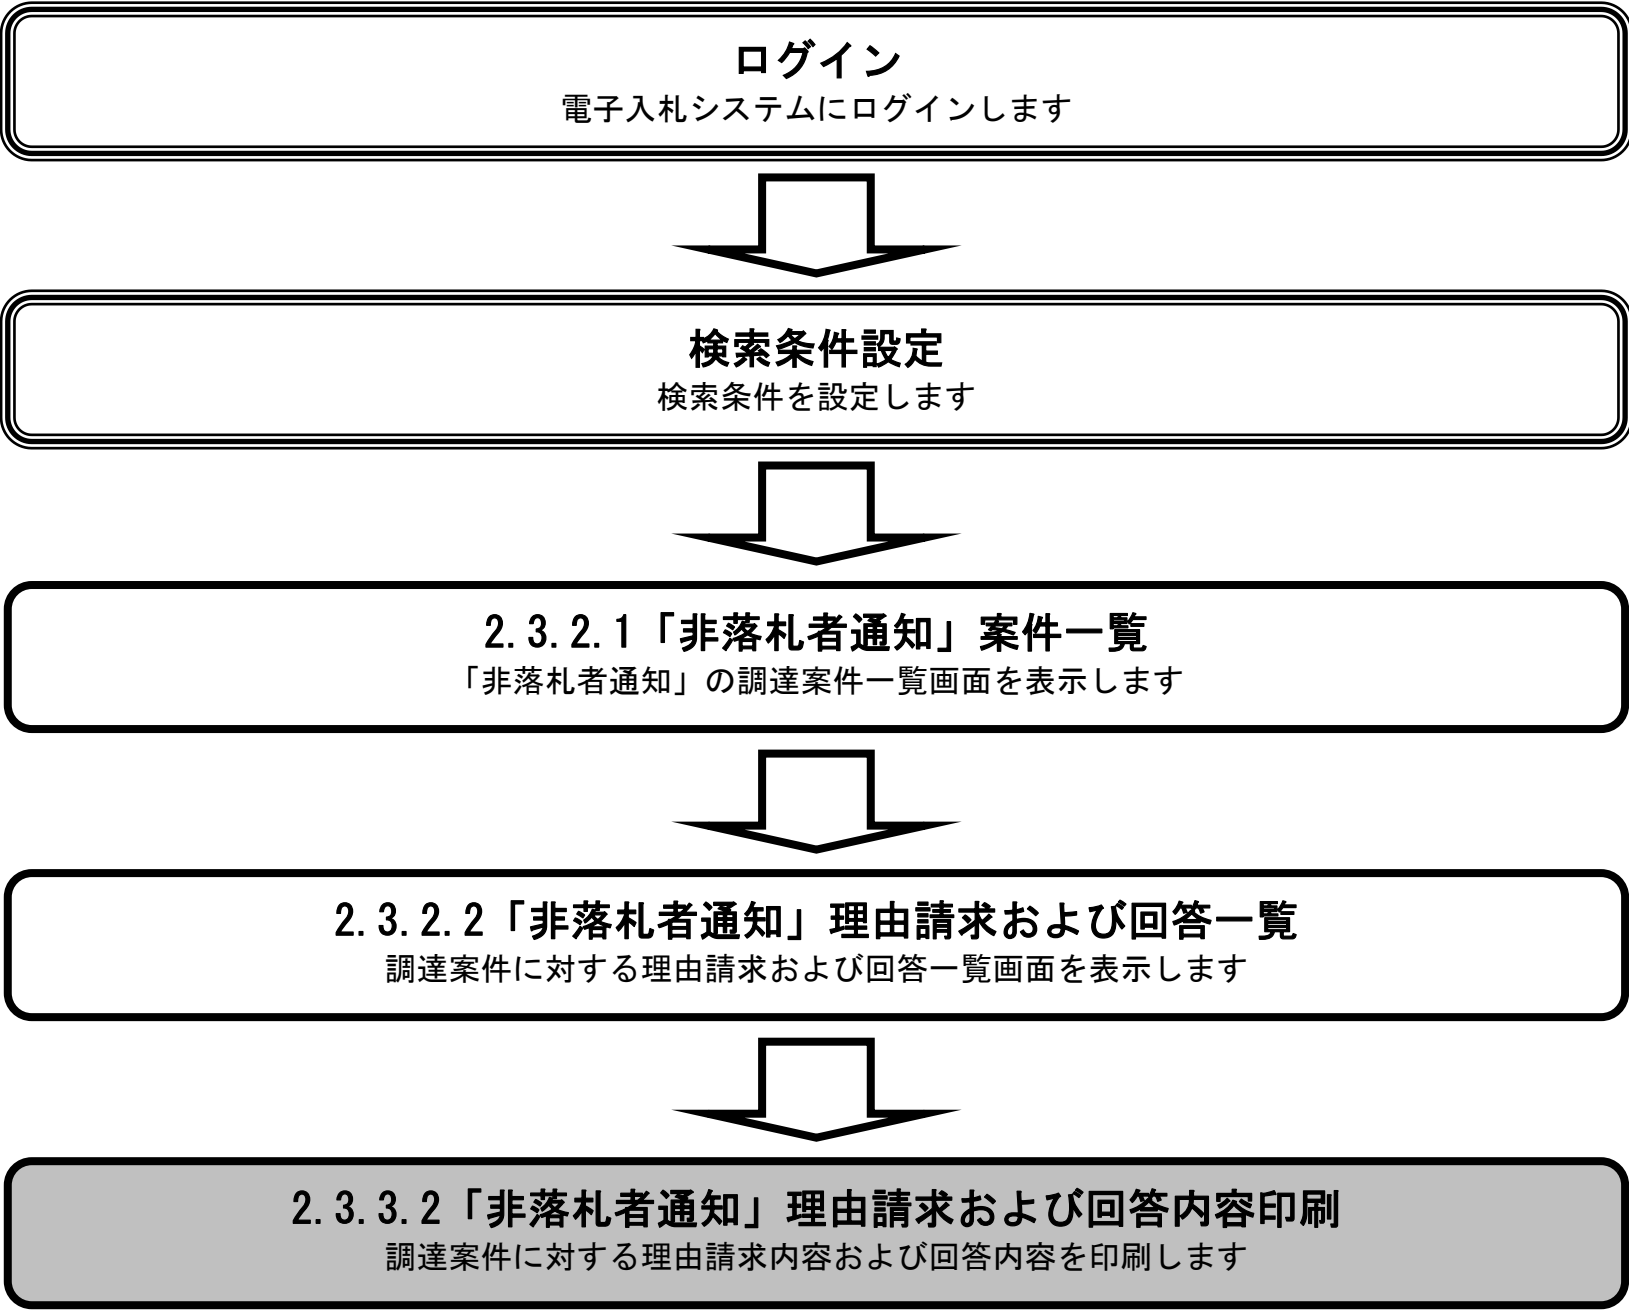 ログイン
電子入札システムにログインします
検索条件設定
検索条件を設定します
2.3.2.1「非落札者通知」案件一覧
「非落札者通知」の調達案件一覧画面を表示します
2.3.2.2「非落札者通知」理由請求および回答一覧
調達案件に対する理由請求および回答一覧画面を表示します
2.3.3.2「非落札者通知」理由請求および回答内容印刷
調達案件に対する理由請求内容および回答内容を印刷します